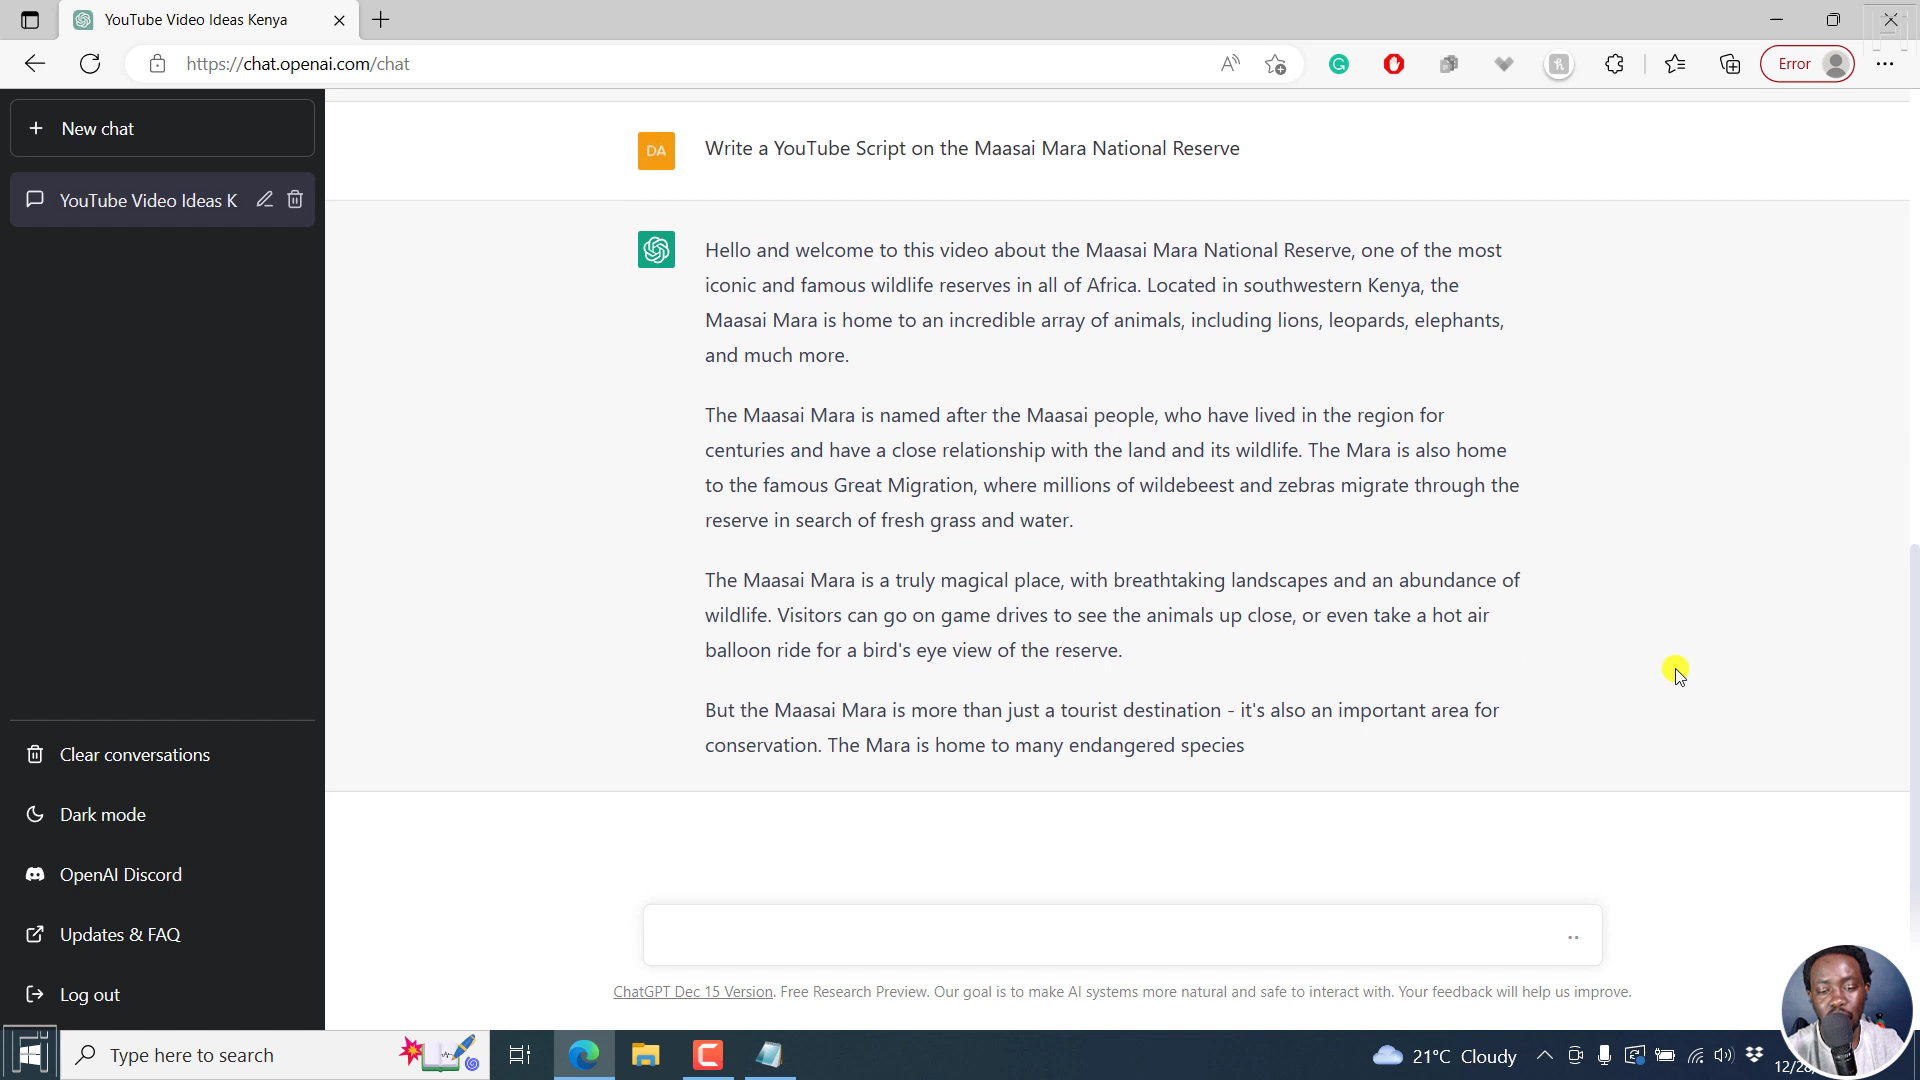 YouTube Video Ideas Kenya
https://chat.openai.com/chat
Error
New chat
YouTube Video Ideas K
DA
Write a YouTube Script on the Maasai Mara National Reserve
Hello and welcome to this video about the Maasai Mara National Reserve, one of the most
iconic and famous wildlife reserves in all of Africa. Located in southwestern Kenya, the
Maasai Mara is home to an incredible array of animals, including lions, leopards, elephants,
and much more.
The Maasai Mara is named after the Maasai people, who have lived in the region for
centuries and have a close relationship with the land and its wildlife. The Mara is also home
to the famous Great Migration, where millions of wildebeest and zebras migrate through the
reserve in search of fresh grass and water.
The Maasai Mara is a truly magical place, with breathtaking landscapes and an abundance of
wildlife. Visitors can go on game drives to see the animals up close, or even take a hot air
balloon ride for a bird's eye view of the reserve.
But the Maasai Mara is more than just a tourist destination - it's also an important area for
conservation. The Mara is home to many endangered species
Clear conversations
Dark mode
OpenAI Discord
Updates & FAQ
Log out
ChatGPT Dec 15 Version. Free Research Preview. Our goal is to make AI systems more natural and safe to interact with. Your feedback will help us improve.
Type here to search
21°C Cloudy